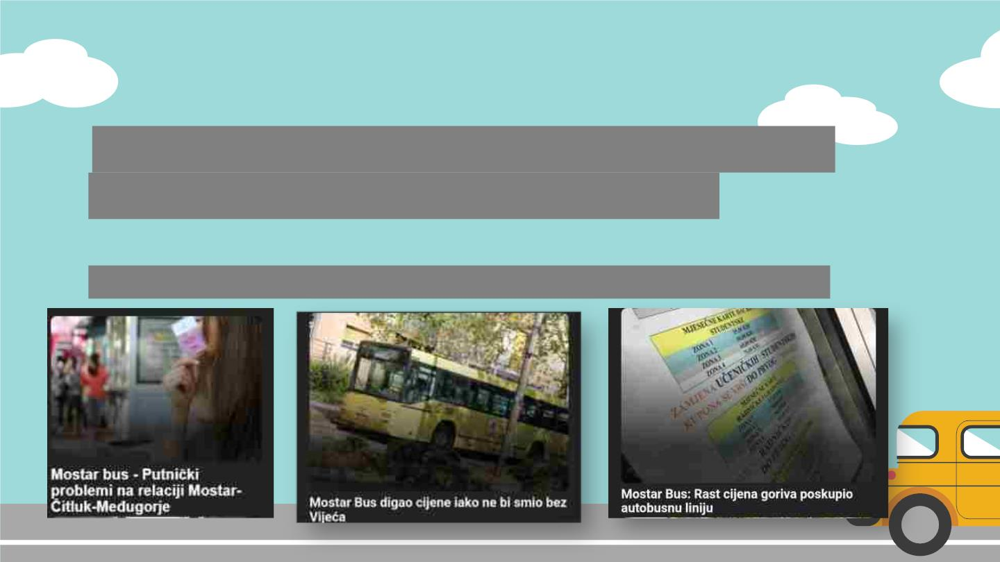 Mostar bus - Putnički
problemi na relaciji Mostar-
Čitluk-Međugorje
Mostar Bus digao cijene iako ne bi smio bez
Vijeća
MJESEČNE KARTE
STUDENTSKE
ZONA 1
ZONA 2
ZONA 3
ZONA 4
ZAMJENA UČENIČKIH STUDENTSKIH
KUPONA SE VRŠI DO PRVOG
Mostar Bus: Rast cijena goriva poskupio
autobusnu liniju